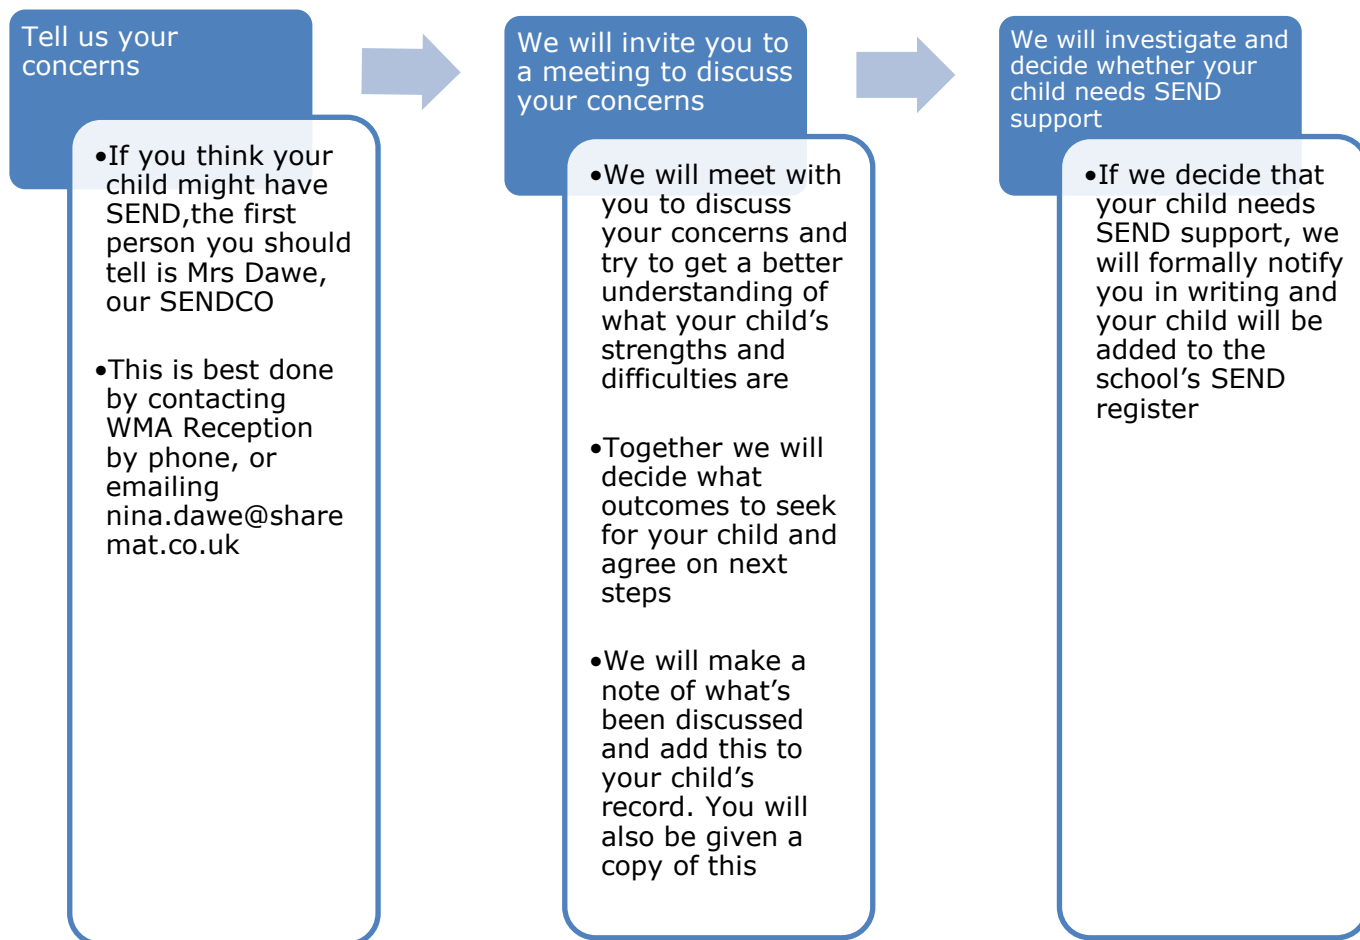 Tell us your
concerns
•If you think your
child might have
SEND,the first
person you should
tell is Mrs Dawe,
our SENDCO
•This is best done
by contacting
WMA Reception
by phone, or
emailing
nina.dawe@share
mat.co.uk
We will invite you to
a meeting to discuss
your concerns
•We will meet with
you to discuss
your concerns and
try to get a better
understanding of
what your child’s
strengths and
difficulties are
•Together we will
decide what
outcomes to seek
for your child and
agree on next
steps
•We will make a
note of what’s
been discussed
and add this to
your child’s
record. You will
also be given a
copy of this
We will investigate and
decide whether your
child needs SEND
support
•If we decide that
your child needs
SEND support, we
will formally notify
you in writing and
your child will be
added to the
school’s SEND
register